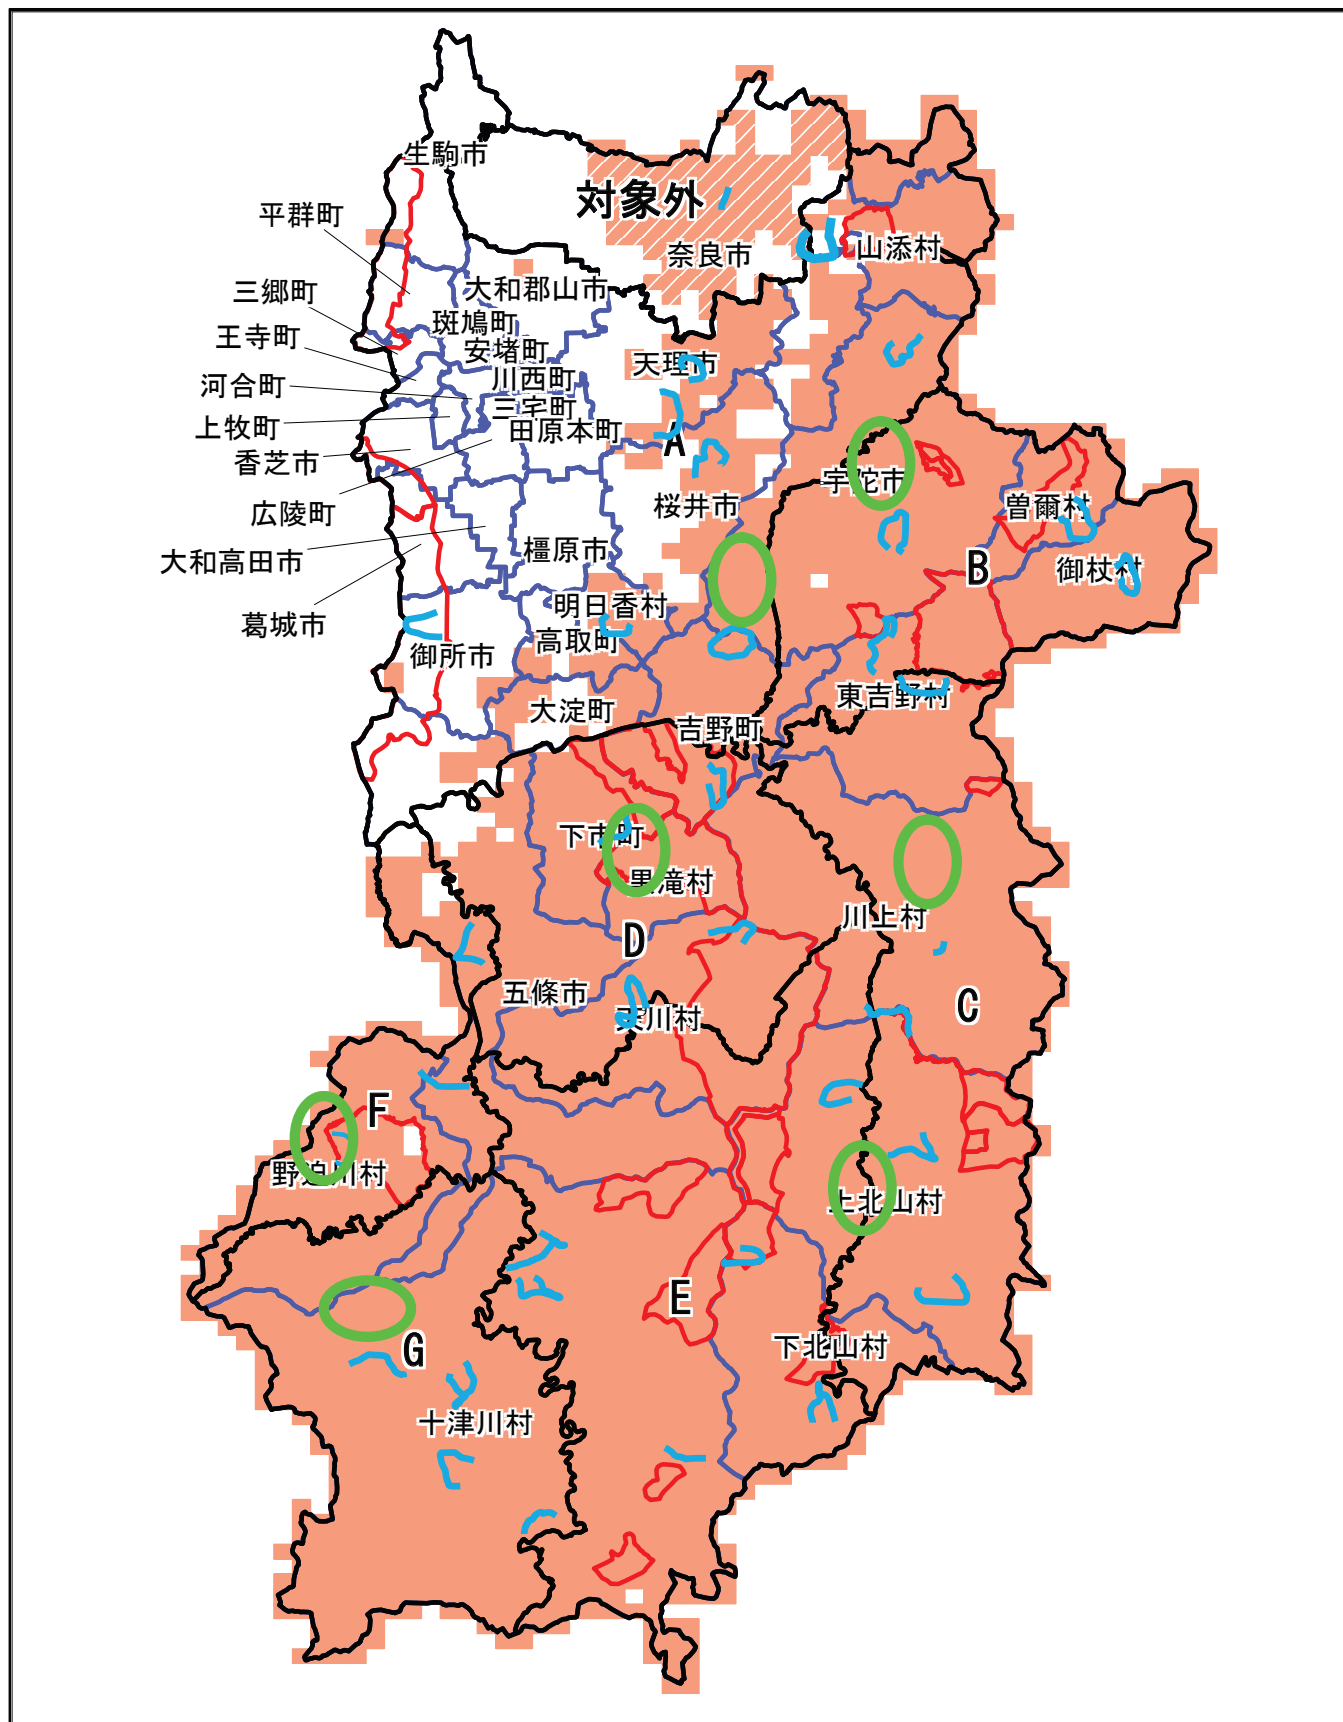 生駒市
対象外
平群町
奈良市
山添村
三郷町
大和郡山市
斑鳩町
王寺町
安堵町
天理市
河合町
川西町
三宅町
上牧町
田原本町
A
香芝市
宇陀市
桜井市
曽爾村
広陵町
橿原市
大和高田市
B
御杖村
明日香村
葛城市
高取町
御所市
東吉野村
大淀町
吉野町
下市町
黒滝村
川上村
D
五條市
天川村
C
F
野迫川村
上北山村
E
下北山村
G
十津川村